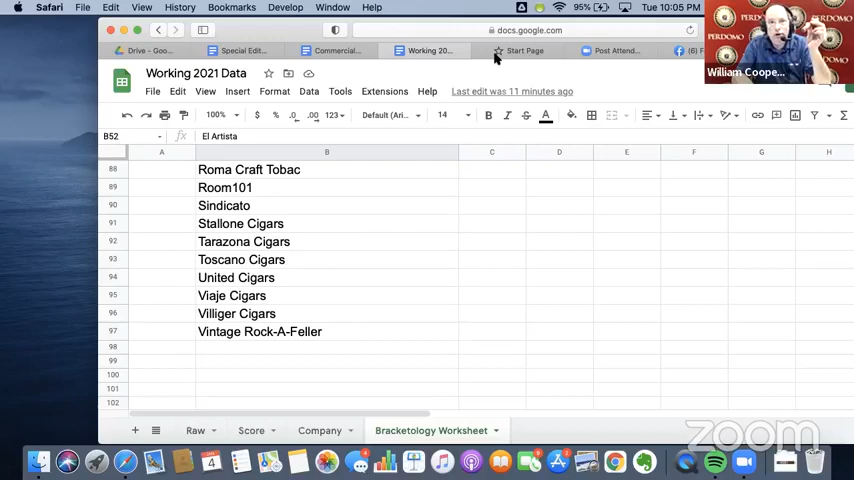 Safari File Edit View History Bookmarks Develop Window Help 95% Tue 10:05 PM
docs.google.com
Drive - Goo... Special Edit... Commercial... Working 20... Start Page Post Attend... (6) F
Working 2021 Data
File Edit View Insert Format Data Tools Extensions Help Last edit was 11 minutes ago
100% $ % .0 .00 123 Default (Ari... 14 B I S A
B52 fx El Artista
A B C D E F G H
88 Roma Craft Tobac
89 Room101
90 Sindicato
91 Stallone Cigars
92 Tarazona Cigars
93 Toscano Cigars
94 United Cigars
95 Viaje Cigars
96 Villiger Cigars
97 Vintage Rock-A-Feller
98
99
100
101
102
Raw Score Company Bracketology Worksheet
PERDOMO
William Coope...
zoom